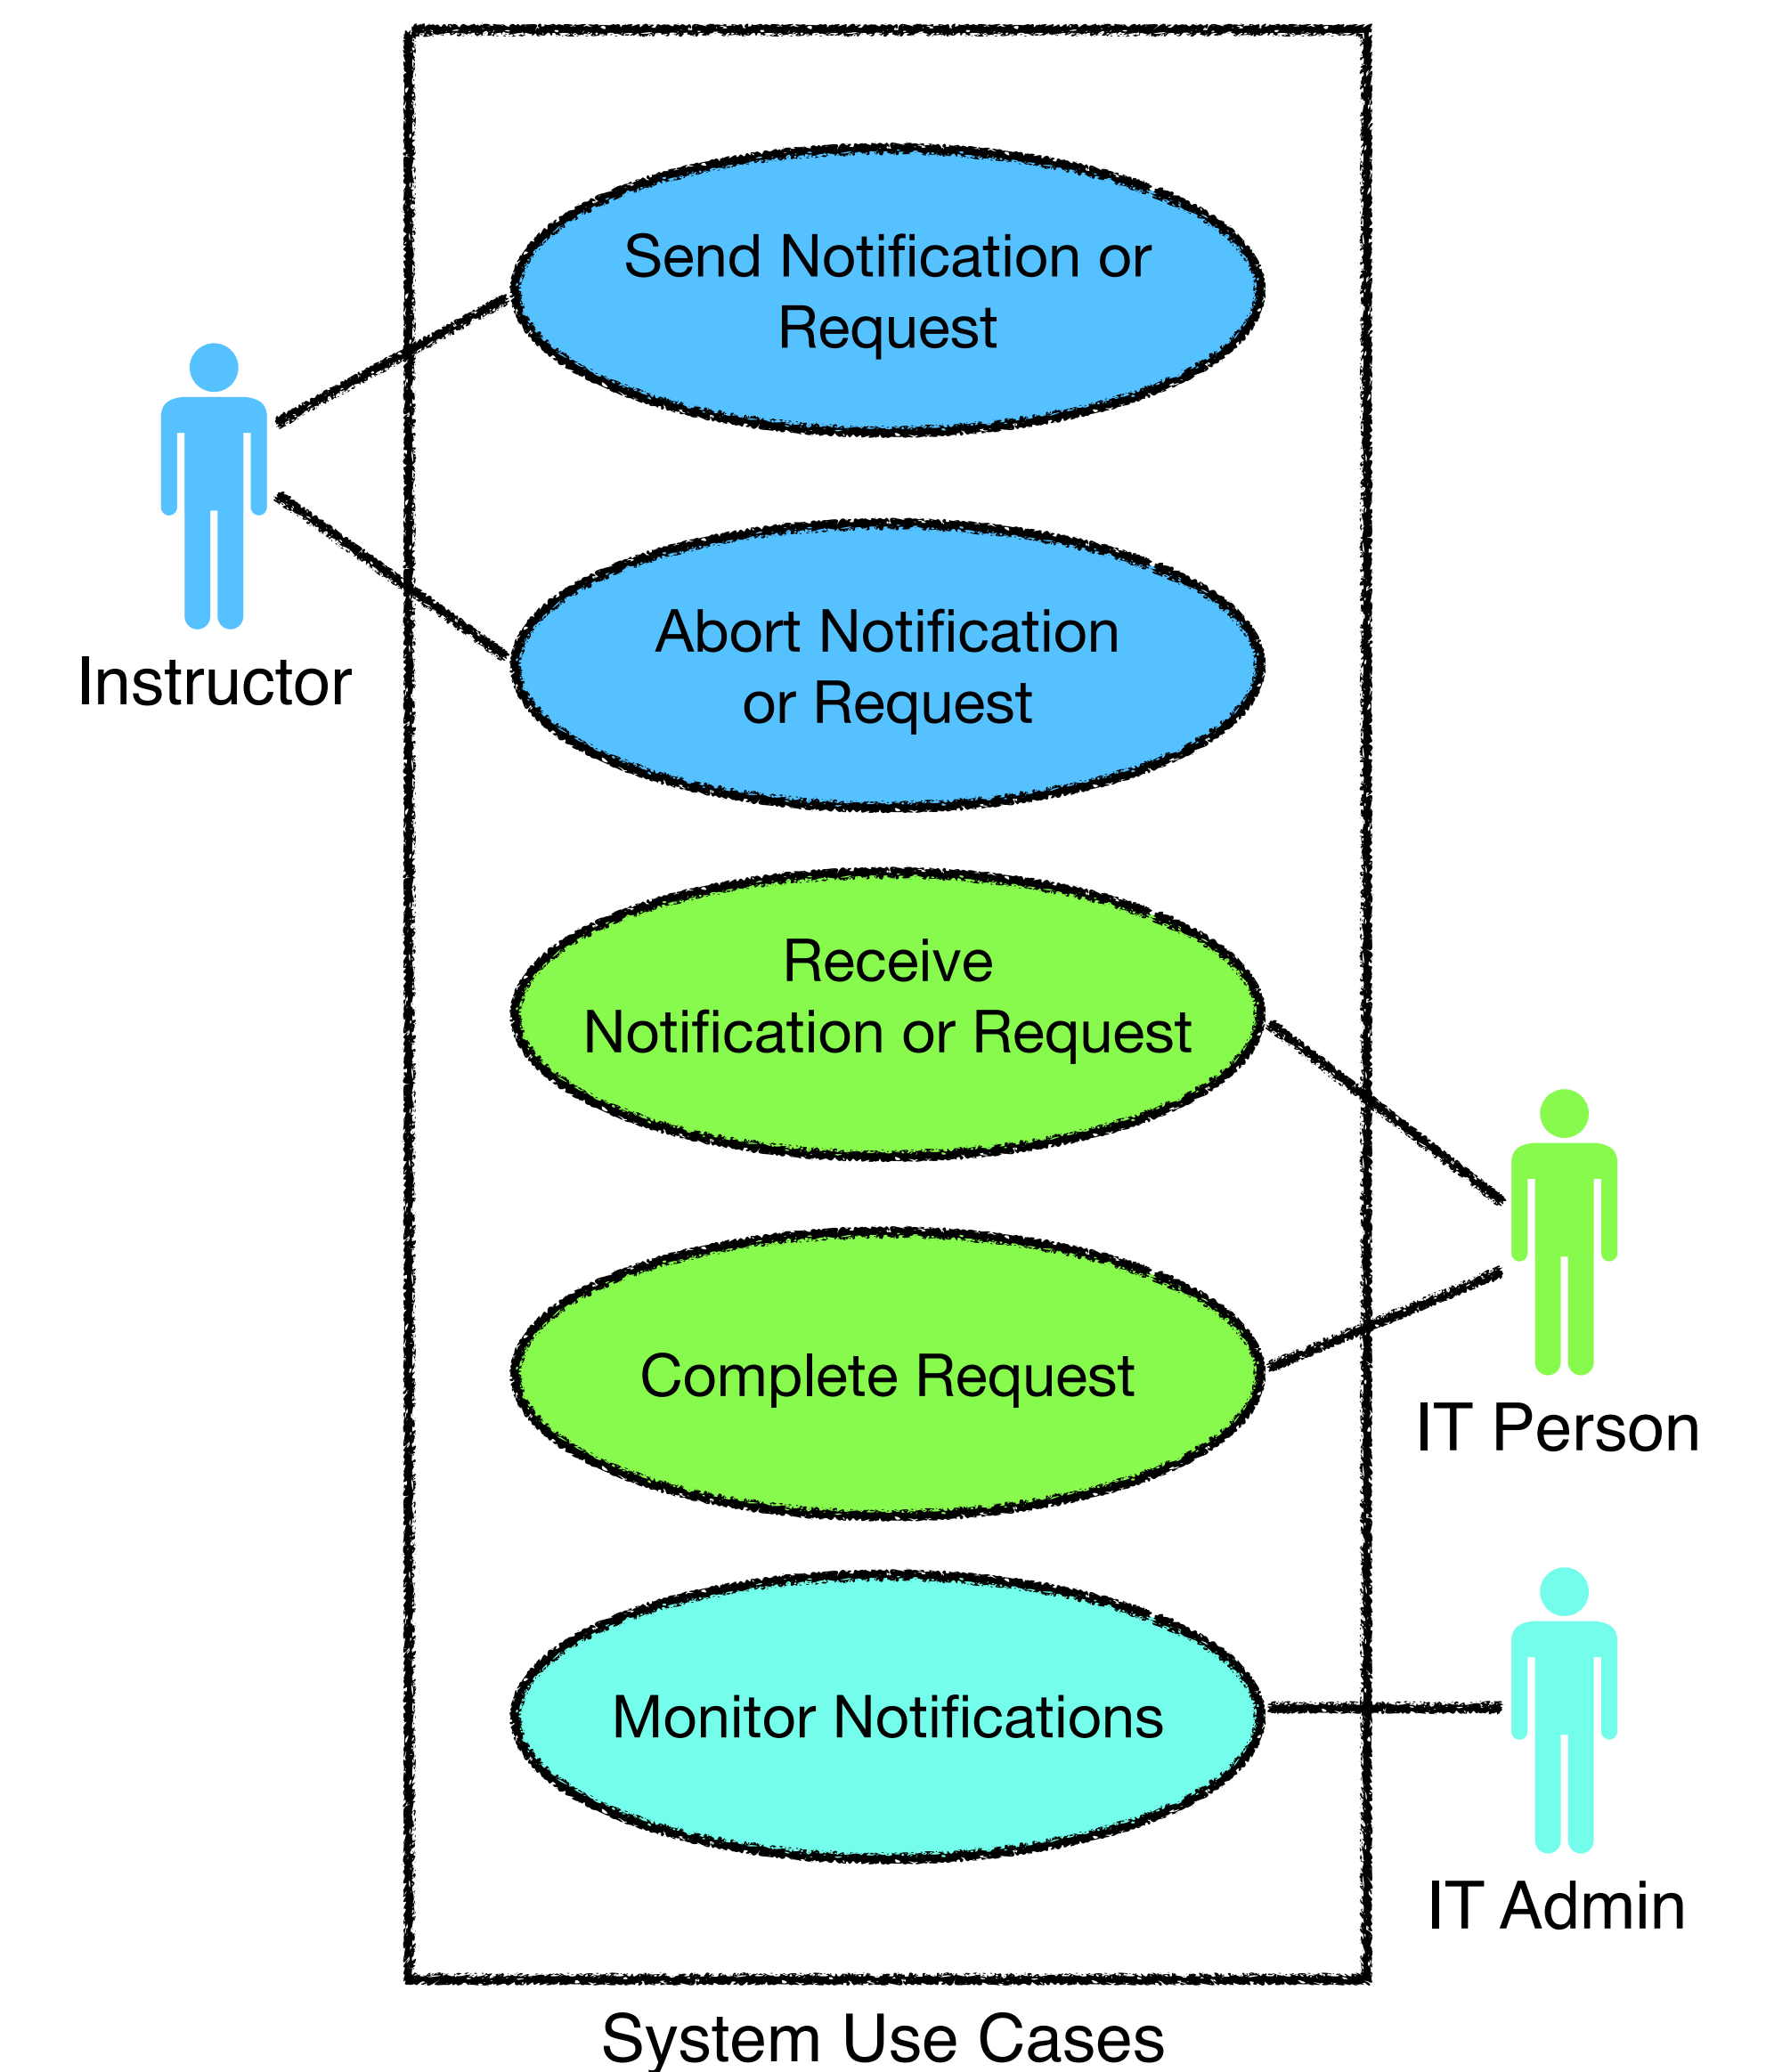 Send Notification or
Request
Instructor
Abort Notification
or Request
Receive
Notification or Request
Complete Request
IT Person
Monitor Notifications
IT Admin
System Use Cases